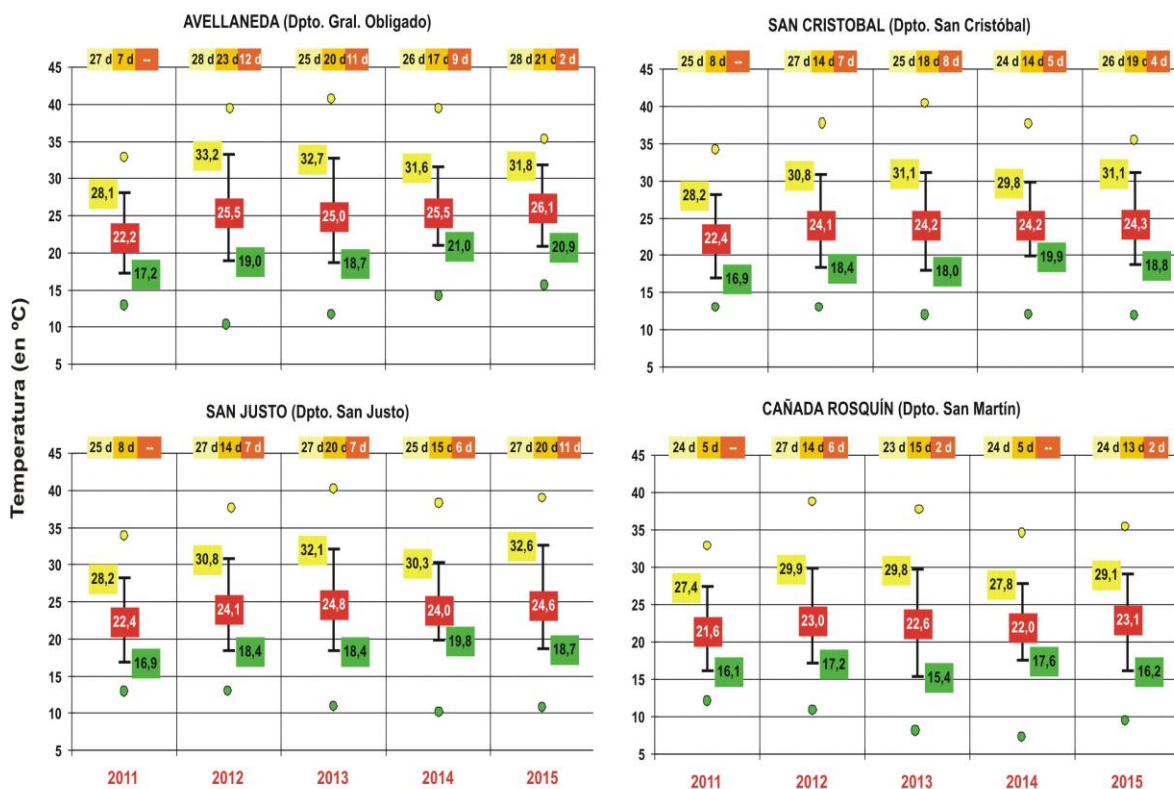 AVELLANEDA (Dpto. Gral. Obligado)
27 d 7 d -- 28 d 23 d 12 d 25 d 20 d 11 d 26 d 17 d 9 d 28 d 21 d 2 d
45
40
35
30
25
20
15
10
5
28,1 33,2 32,7 31,6 31,8
22,2 25,5 25,0 25,5 26,1
17,2 19,0 18,7 21,0 20,9
SAN CRISTOBAL (Dpto. San Cristóbal)
25 d 8 d -- 27 d 14 d 7 d 25 d 18 d 8 d 24 d 14 d 5 d 26 d 19 d 4 d
45
40
35
30
25
20
15
10
5
28,2 30,8 31,1 29,8 31,1
22,4 24,1 24,2 24,2 24,3
16,9 18,4 18,0 19,9 18,8
Temperatura (en ºC)
SAN JUSTO (Dpto. San Justo)
25 d 8 d -- 27 d 14 d 7 d 27 d 20 d 7 d 25 d 15 d 6 d 27 d 20 d 11 d
45
40
35
30
25
20
15
10
5
28,2 30,8 32,1 30,3 32,6
22,4 24,1 24,8 24,0 24,6
16,9 18,4 18,4 19,8 18,7
2011 2012 2013 2014 2015
CAÑADA ROSQUÍN (Dpto. San Martín)
24 d 5 d -- 27 d 14 d 6 d 23 d 15 d 2 d 24 d 5 d -- 24 d 13 d 2 d
45
40
35
30
25
20
15
10
5
27,4 29,9 29,8 27,8 29,1
21,6 23,0 22,6 22,0 23,1
16,1 17,2 15,4 17,6 16,2
2011 2012 2013 2014 2015